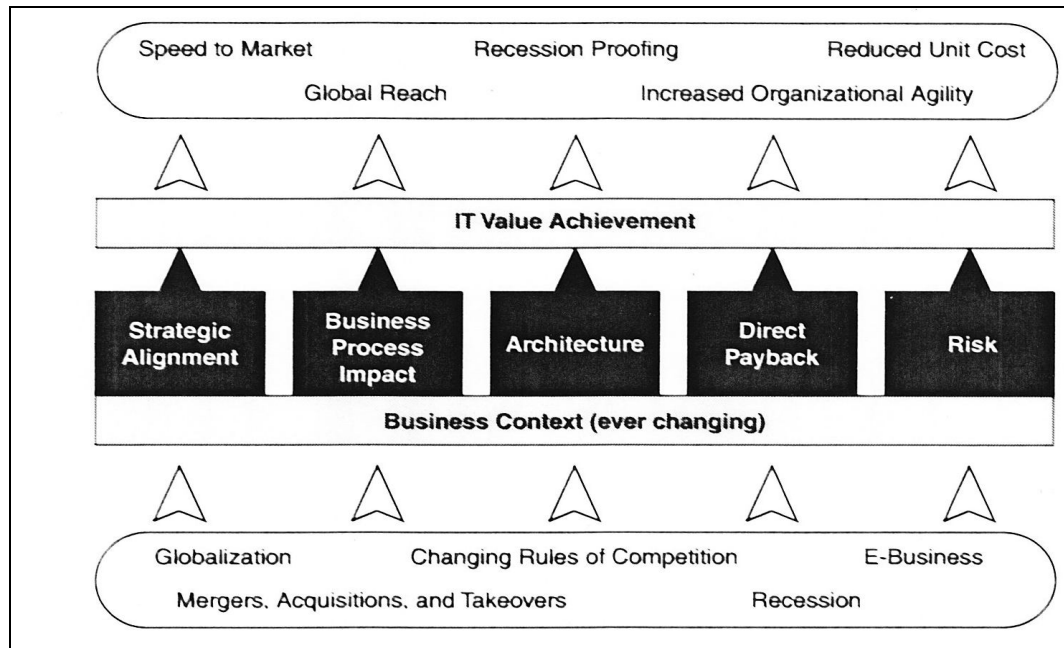 Speed to Market Recession Proofing Reduced Unit Cost
Global Reach Increased Organizational Agility
IT Value Achievement
Strategic
Alignment
Business
Process
Impact
Architecture
Direct
Payback
Risk
Business Context (ever changing)
Globalization Changing Rules of Competition E-Business
Mergers, Acquisitions, and Takeovers Recession